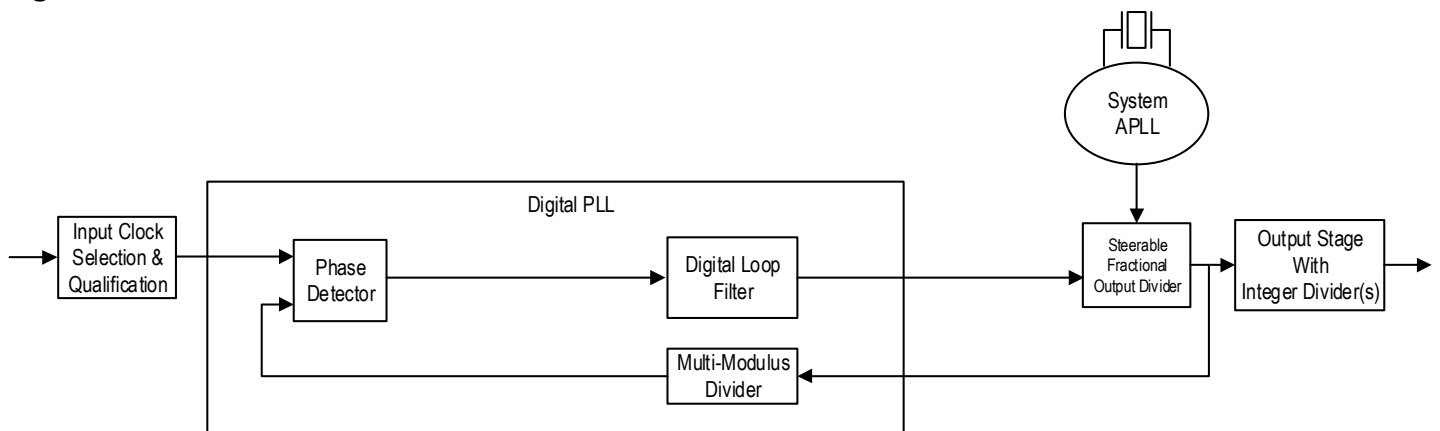 System
APLL
Digital PLL
Input Clock
Selection &
Qualification
Phase
Detector
Digital Loop
Filter
Steerable
Fractional
Output Divider
Output Stage
With
Integer Divider(s)
Multi-Modulus
Divider